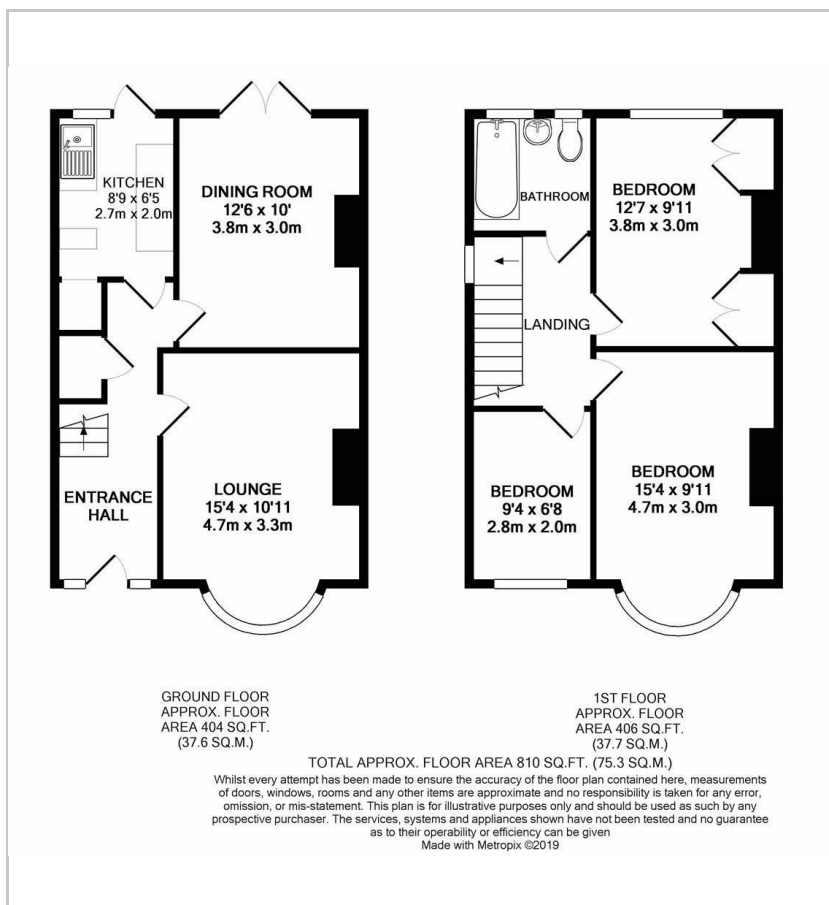 KITCHEN
8'9 x 6'5
2.7m x 2.0m
DINING ROOM
12'6 x 10'
3.8m x 3.0m
LOUNGE
15'4 x 10'11
4.7m x 3.3m
ENTRANCE
HALL
BATHROOM
BEDROOM
12'7 x 9'11
3.8m x 3.0m
LANDING
BEDROOM
9'4 x 6'8
2.8m x 2.0m
BEDROOM
15'4 x 9'11
4.7m x 3.0m
GROUND FLOOR
APPROX. FLOOR
AREA 404 SQ.FT.
(37.6 SQ.M.)
1ST FLOOR
APPROX. FLOOR
AREA 406 SQ.FT.
(37.7 SQ.M.)
TOTAL APPROX. FLOOR AREA 810 SQ.FT. (75.3 SQ.M.)
Whilst every attempt has been made to ensure the accuracy of the floor plan contained here, measurements
of doors, windows, rooms and any other items are approximate and no responsibility is taken for any error,
omission, or mis-statement. This plan is for illustrative purposes only and should be used as such by any
prospective purchaser. The services, systems and appliances shown have not been tested and no guarantee
as to their operability or efficiency can be given
Made with Metropix ©2019